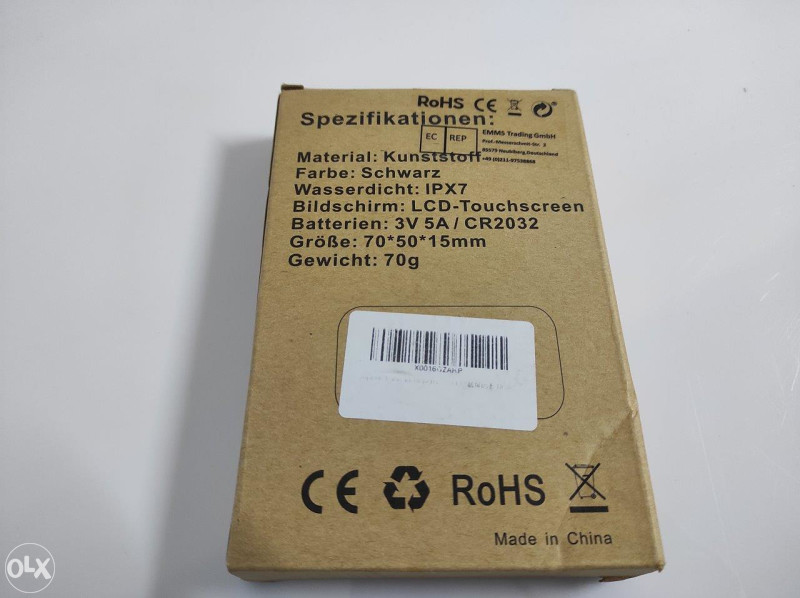 RoHS CE
Spezifikationen:
EC REP
EMMS Trading GmbH
Material: Kunststoff
Farbe: Schwarz
Wasserdicht: IPX7
Bildschirm: LCD-Touchscreen
Batterien: 3V 5A / CR2032
Größe: 70*50*15mm
Gewicht: 70g
CE RoHS
Made in China
OLX